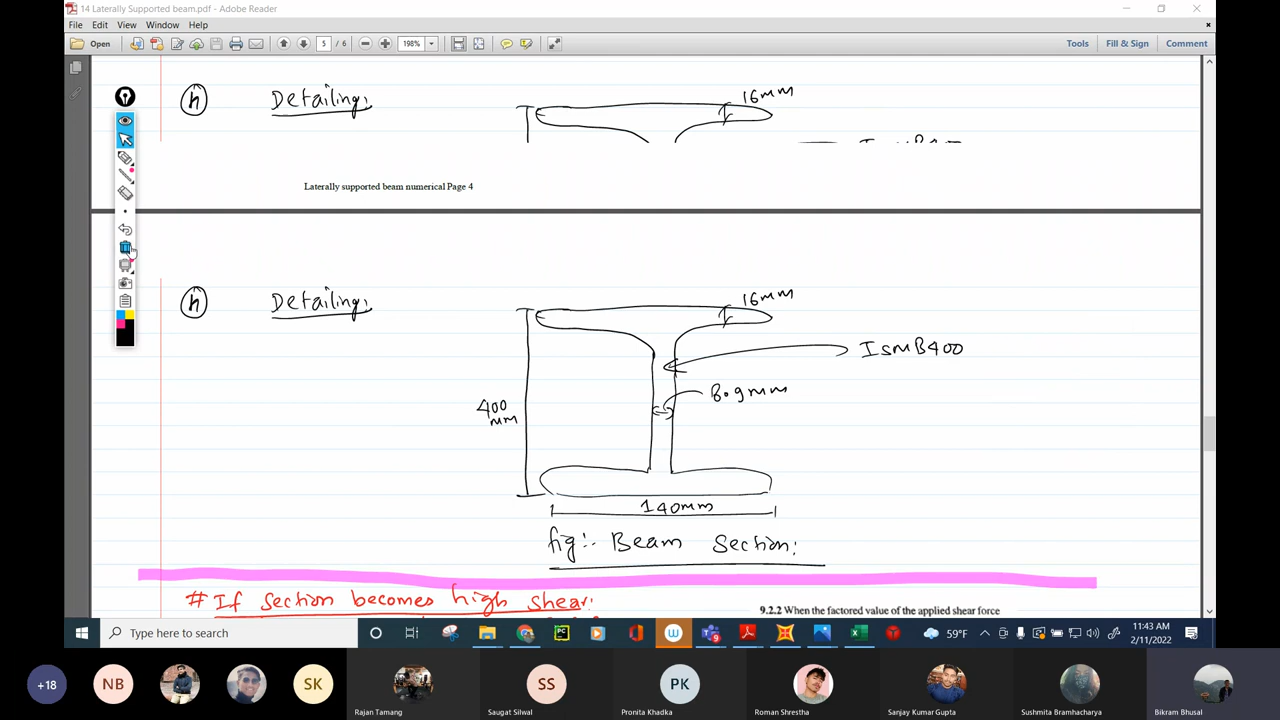 14 Laterally Supported beam.pdf - Adobe Reader
File Edit View Window Help
Open 5 / 6 198% Tools Fill & Sign Comment
h Detailing: 16mm
Laterally supported beam numerical Page 4
h Detailing: 16mm
ISMB400
8.9mm
400
mm
140mm
fig:- Beam Section:
# If section becomes high shear:
9.2.2 When the factored value of the applied shear force
Type here to search 59°F 11:43 AM
2/11/2022
+18 NB SK SS PK
Rajan Tamang Saugat Silwal Pronita Khadka Roman Shrestha Sanjay Kumar Gupta Sushmita Bramhacharya Bikram Bhusal